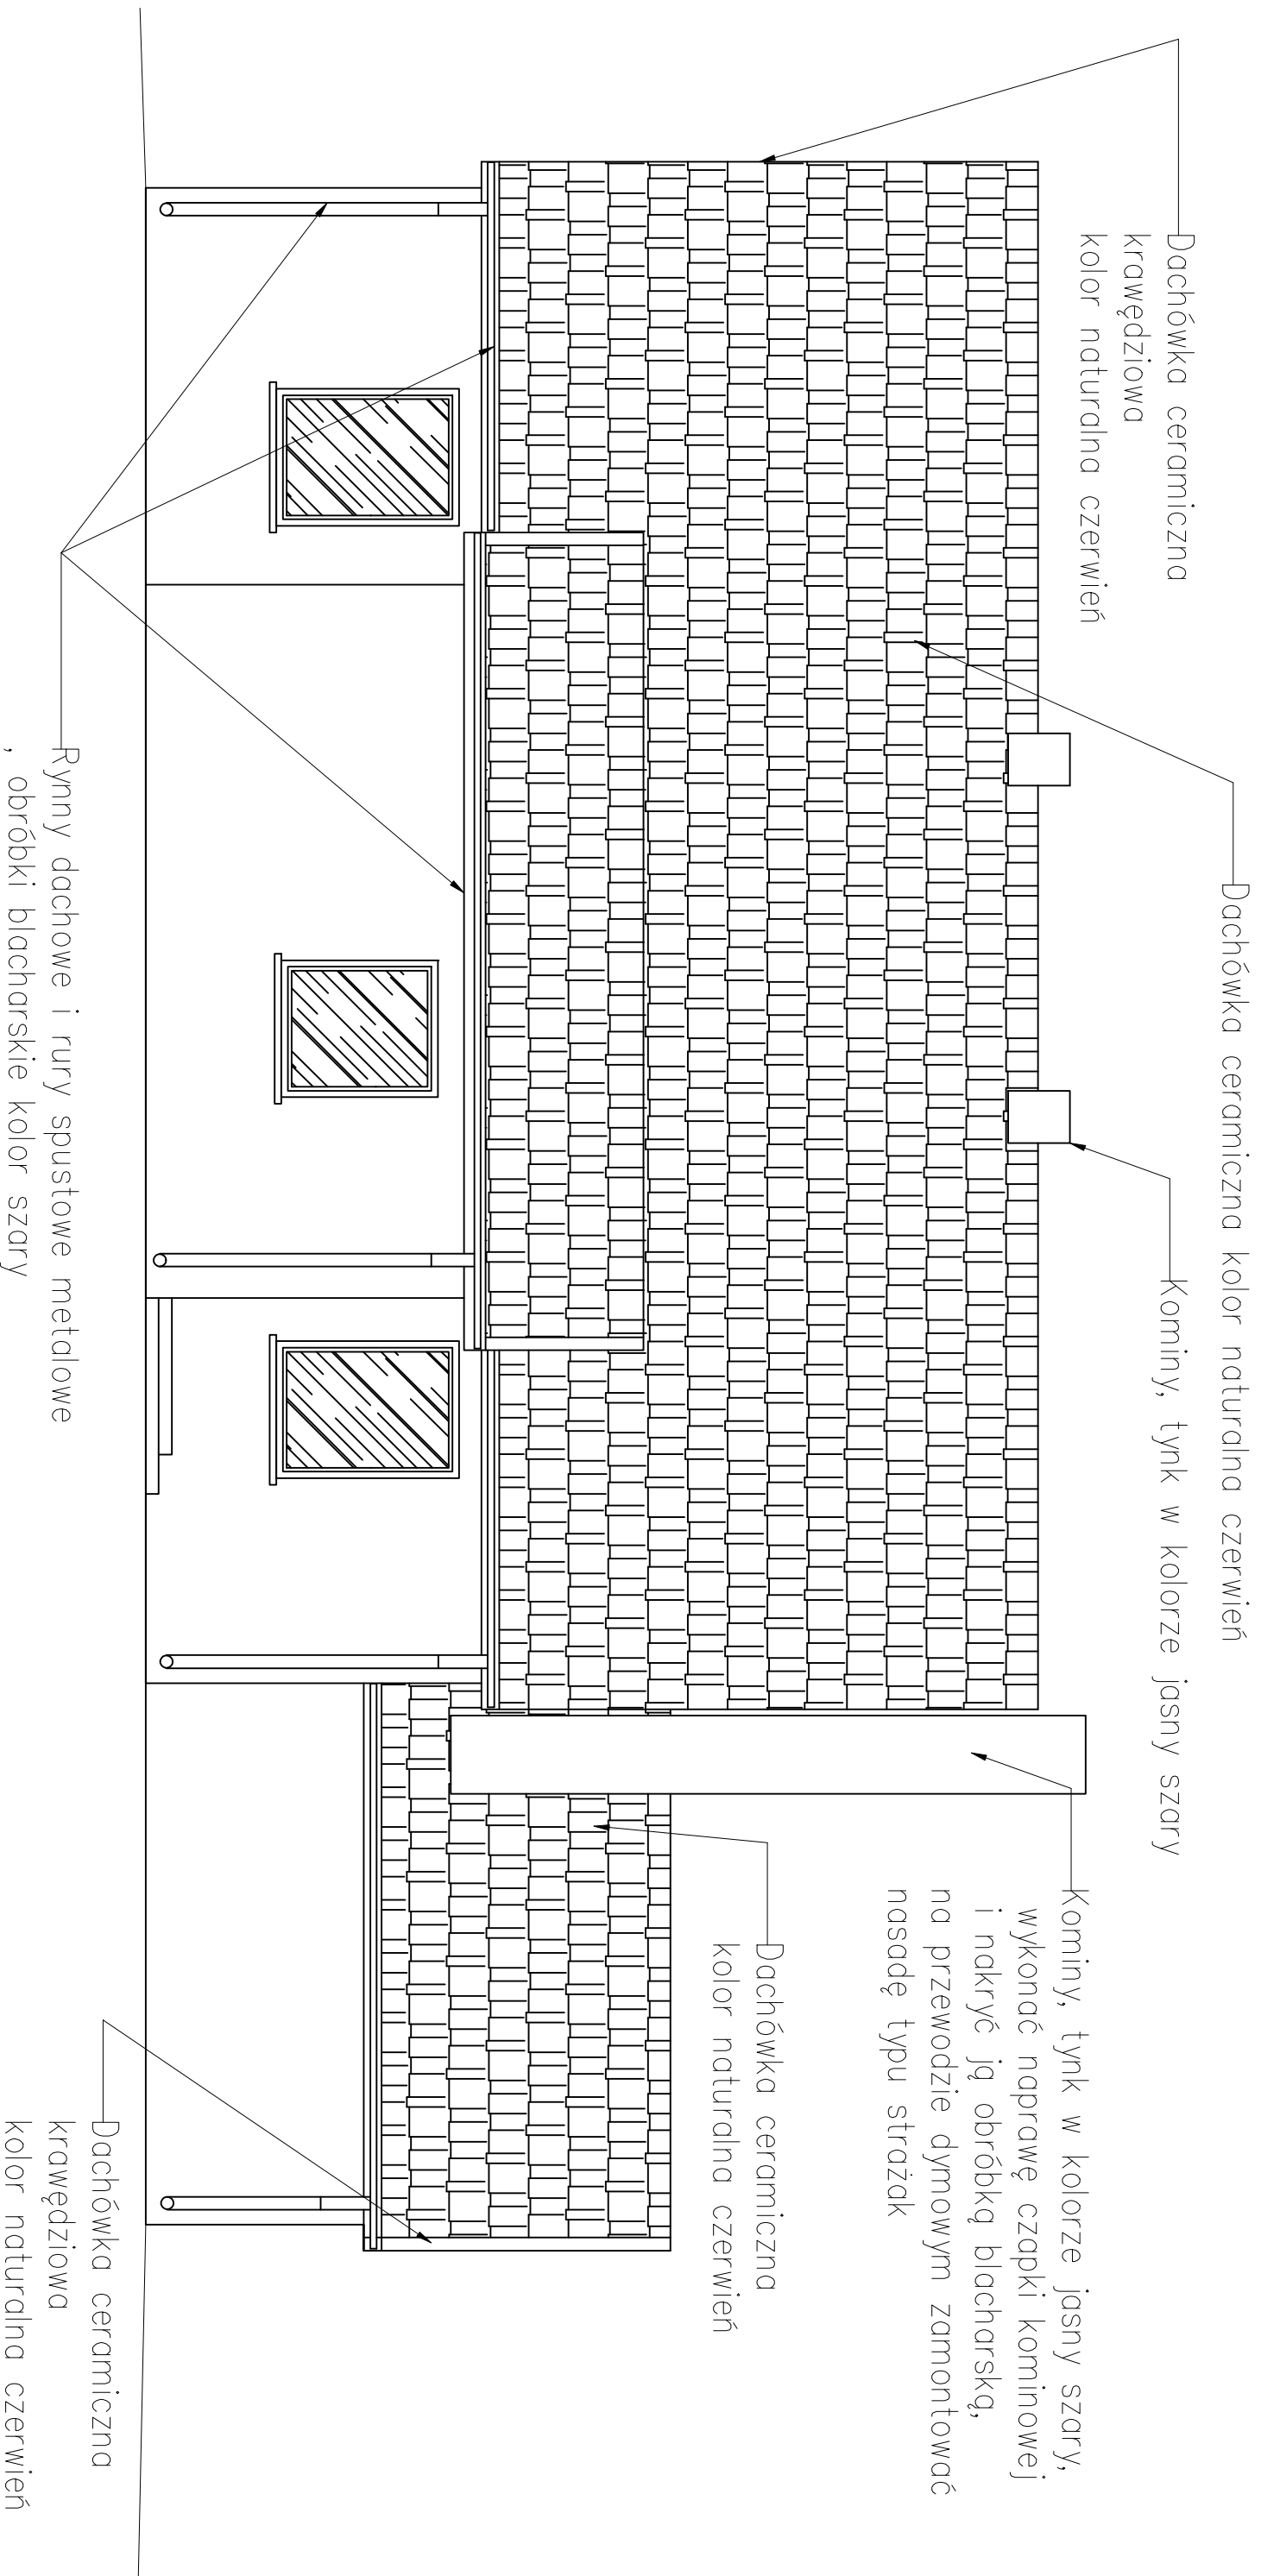 Dachówka ceramiczna
krawędziowa
kolor naturalna czerwień
Dachówka ceramiczna kolor naturalna czerwień
Kominy, tynk w kolorze jasny szary
Kominy, tynk w kolorze jasny szary,
wykonać naprawę czapki kominowej
i nakryć ją obróbką blacharską,
na przewodzie dymowym zamontować
nasadę typu strażak
Dachówka ceramiczna
kolor naturalna czerwień
Rynny dachowe i rury spustowe metalowe
, obróbki blacharskie kolor szary
Dachówka ceramiczna
krawędziowa
kolor naturalna czerwień